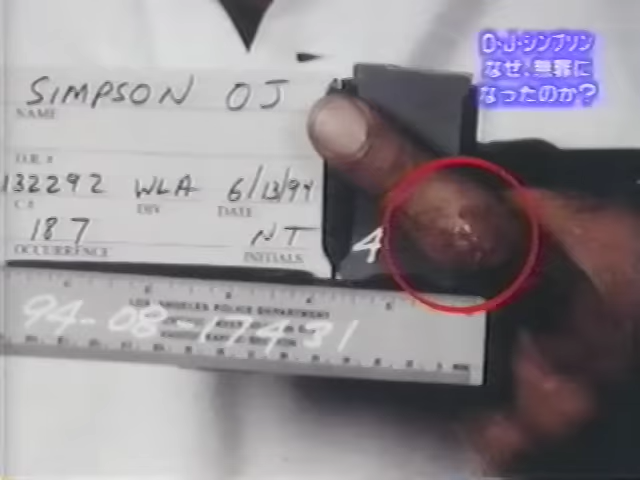 O・J・シンプソン
なぜ、無罪に
なったのか?
SIMPSON OJ
NAME
D.R. #
132292 WLA 6/13/94
C# DIV DATE
187 NT
OCCURRENCE INITIALS
4
LOS ANGELES POLICE DEPARTMENT
94-08-17431